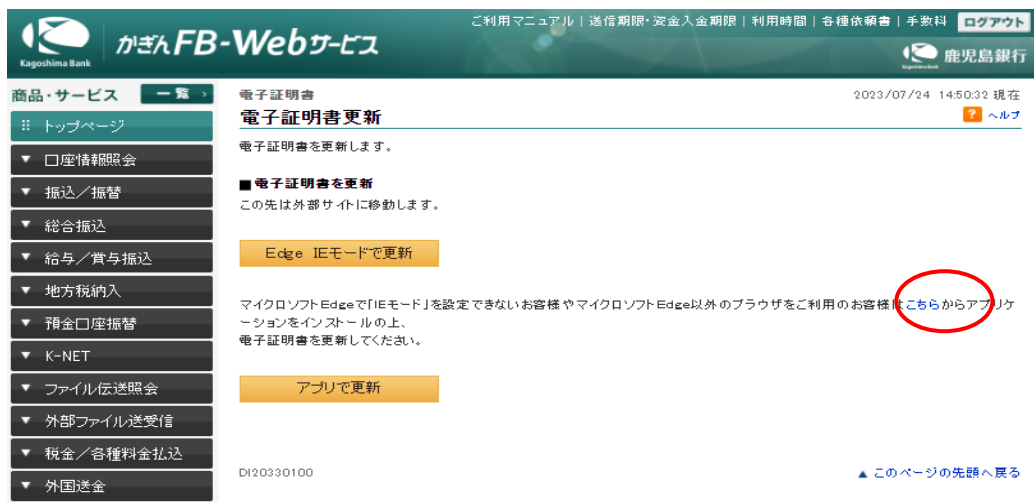 ご利用マニュアル | 送信期限・資金入金期限 | 利用時間 | 各種依頼書 | 手数料 ログアウト
Kagoshima Bank
かぎんFB-Webサービス
鹿児島銀行
商品・サービス 一覧
トップページ
▼ 口座情報照会
▼ 振込／振替
▼ 総合振込
▼ 給与／賞与振込
▼ 地方税納入
▼ 預金口座振替
▼ K-NET
▼ ファイル伝送照会
▼ 外部ファイル送受信
▼ 税金／各種料金払込
▼ 外国送金
電子証明書
2023/07/24 14:50:32 現在
電子証明書更新
? ヘルプ
電子証明書を更新します。
■電子証明書を更新
この先は外部サイトに移動します。
Edge IEモードで更新
マイクロソフトEdgeで「IEモード」を設定できないお客様やマイクロソフトEdge以外のブラウザをご利用のお客様はこちらからアプリケ
ーションをインストールの上、
電子証明書を更新してください。
アプリで更新
DI20330100
▲ このページの先頭へ戻る